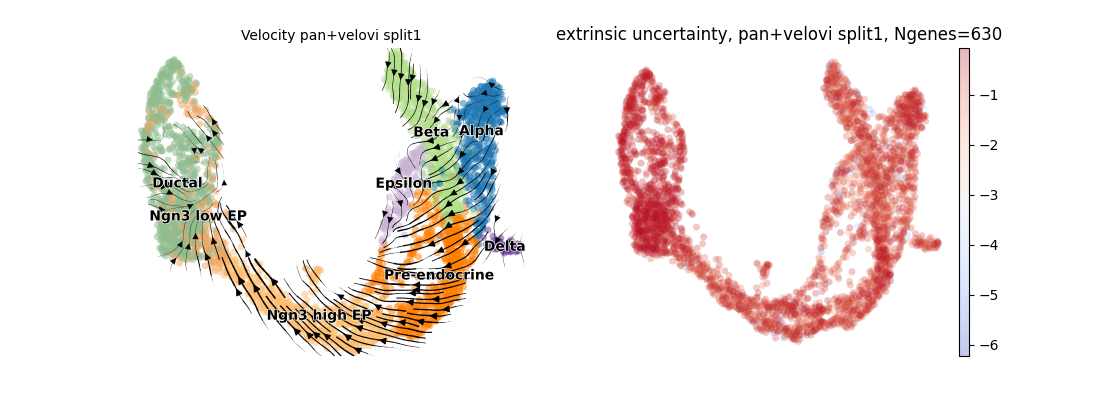 Velocity pan+velovi split1
Beta
Alpha
Ductal
Epsilon
Ngn3 low EP
Delta
Pre-endocrine
Ngn3 high EP
extrinsic uncertainty, pan+velovi split1, Ngenes=630
−1
−2
−3
−4
−5
−6